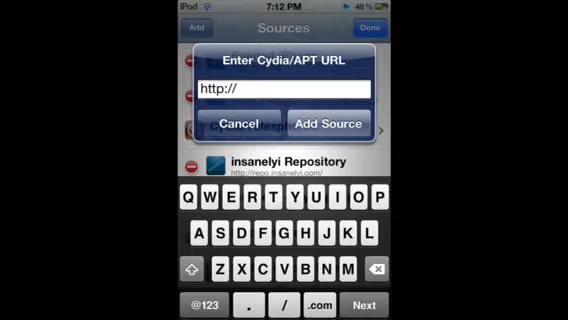 iPod 7:12 PM 48 %
Add Sources Done
Enter Cydia/APT URL
http://
Cancel Add Source
insanelyi Repository
http://repo.insanelyi.com/
Q W E R T Y U I O P
A S D F G H J K L
Z X C V B N M
@123 . / .com Next